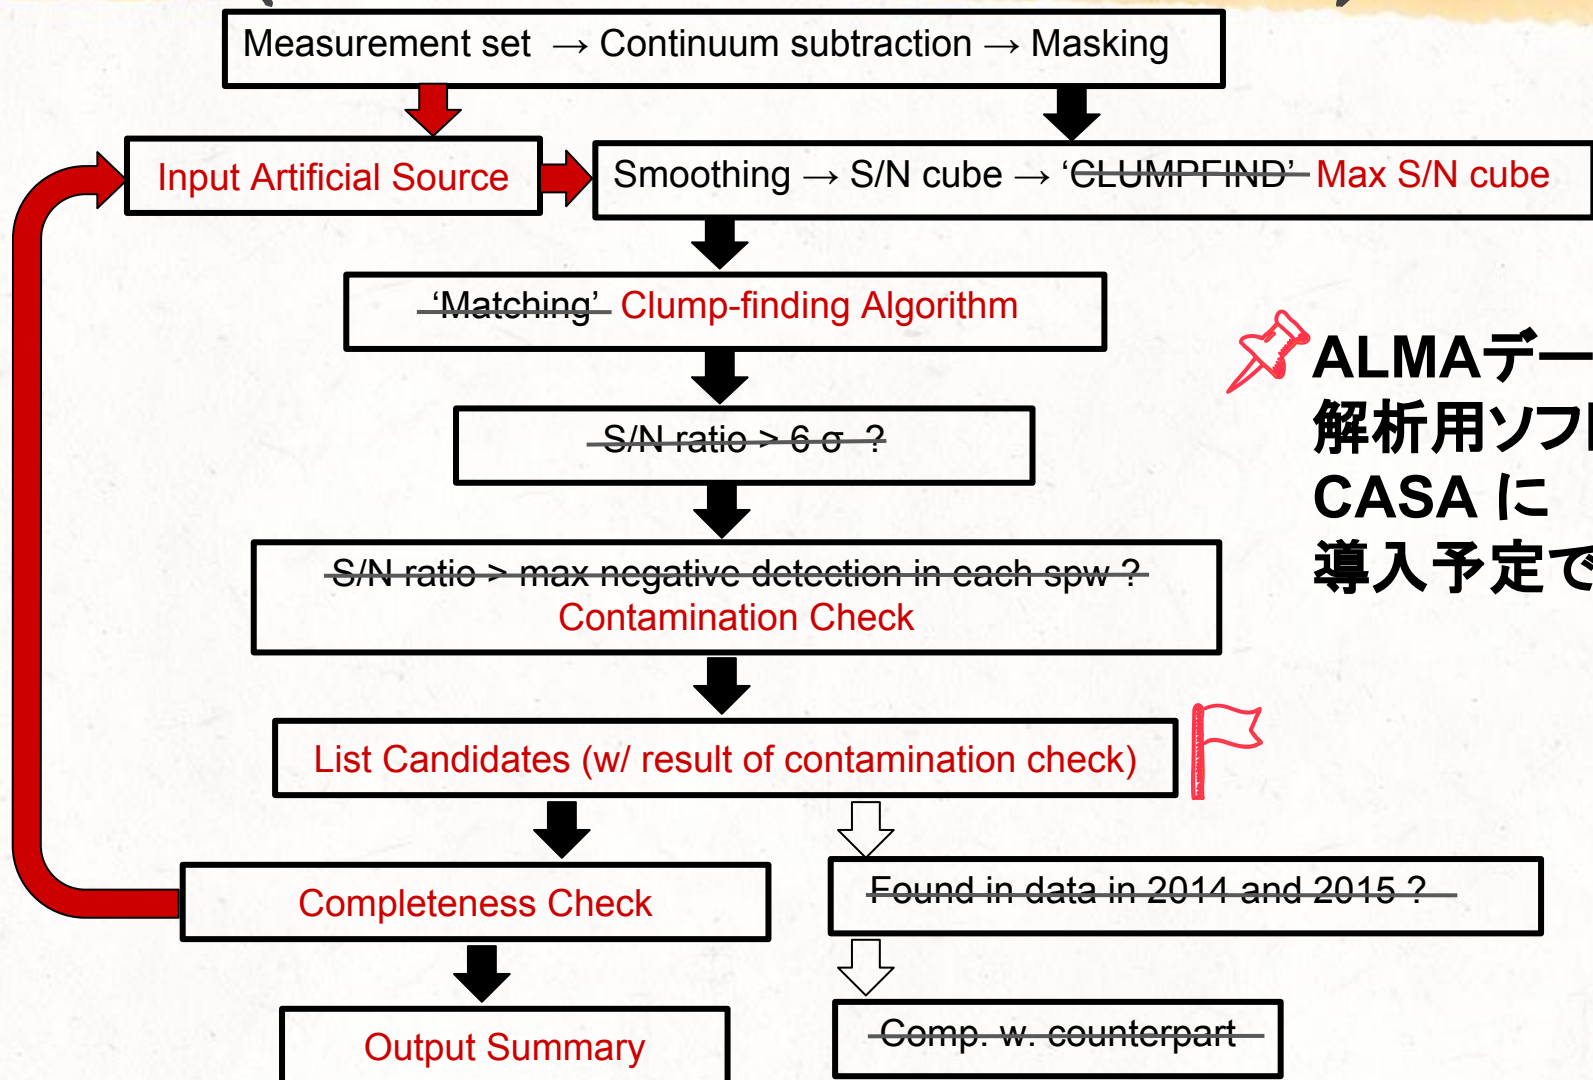 Measurement set → Continuum subtraction → Masking
Input Artificial Source
Smoothing → S/N cube → ‘CLUMPFIND’ Max S/N cube
‘Matching’ Clump-finding Algorithm
S/N ratio > 6 σ ?
S/N ratio > max negative detection in each spw ?
Contamination Check
List Candidates (w/ result of contamination check)
Completeness Check
Found in data in 2014 and 2015 ?
Output Summary
Comp. w. counterpart
ALMAデー
解析用ソフト
CASA に
導入予定で